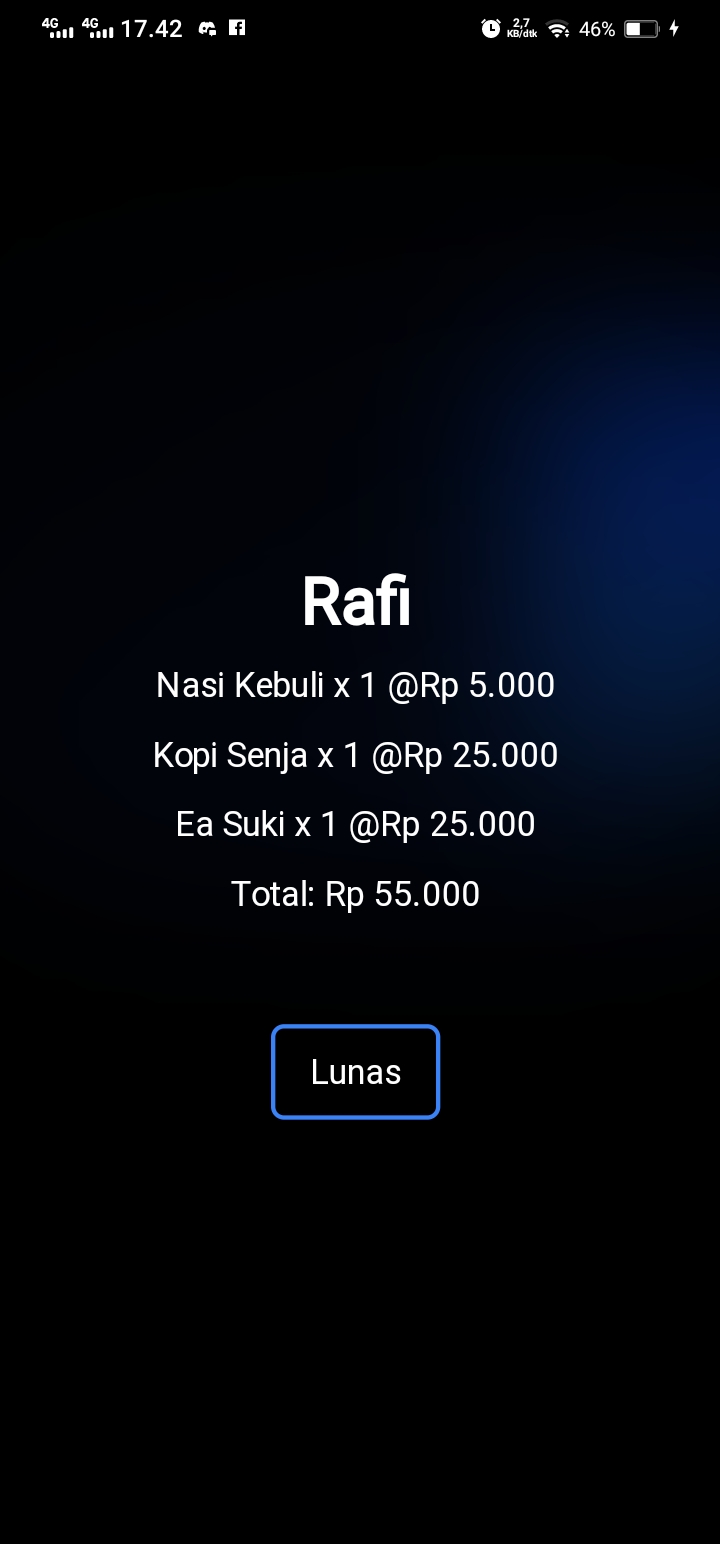 4G 4G 17.42 2,7 KB/dtk 46%
Rafi
Nasi Kebuli x 1 @Rp 5.000
Kopi Senja x 1 @Rp 25.000
Ea Suki x 1 @Rp 25.000
Total: Rp 55.000
Lunas